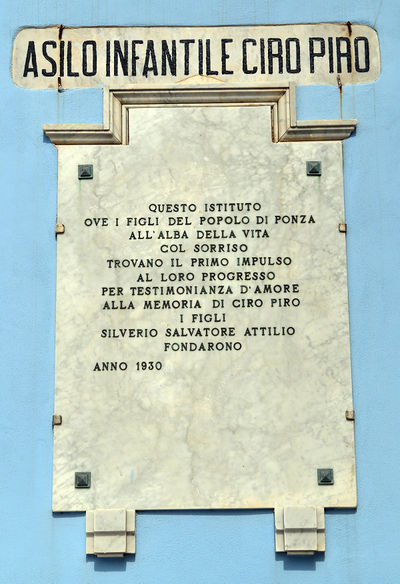 ASILO INFANTILE CIRO PIRO
QUESTO ISTITUTO
OVE I FIGLI DEL POPOLO DI PONZA
ALL'ALBA DELLA VITA
COL SORRISO
TROVANO IL PRIMO IMPULSO
AL LORO PROGRESSO
PER TESTIMONIANZA D'AMORE
ALLA MEMORIA DI CIRO PIRO
I FIGLI
SILVERIO SALVATORE ATTILIO
FONDARONO
ANNO 1930